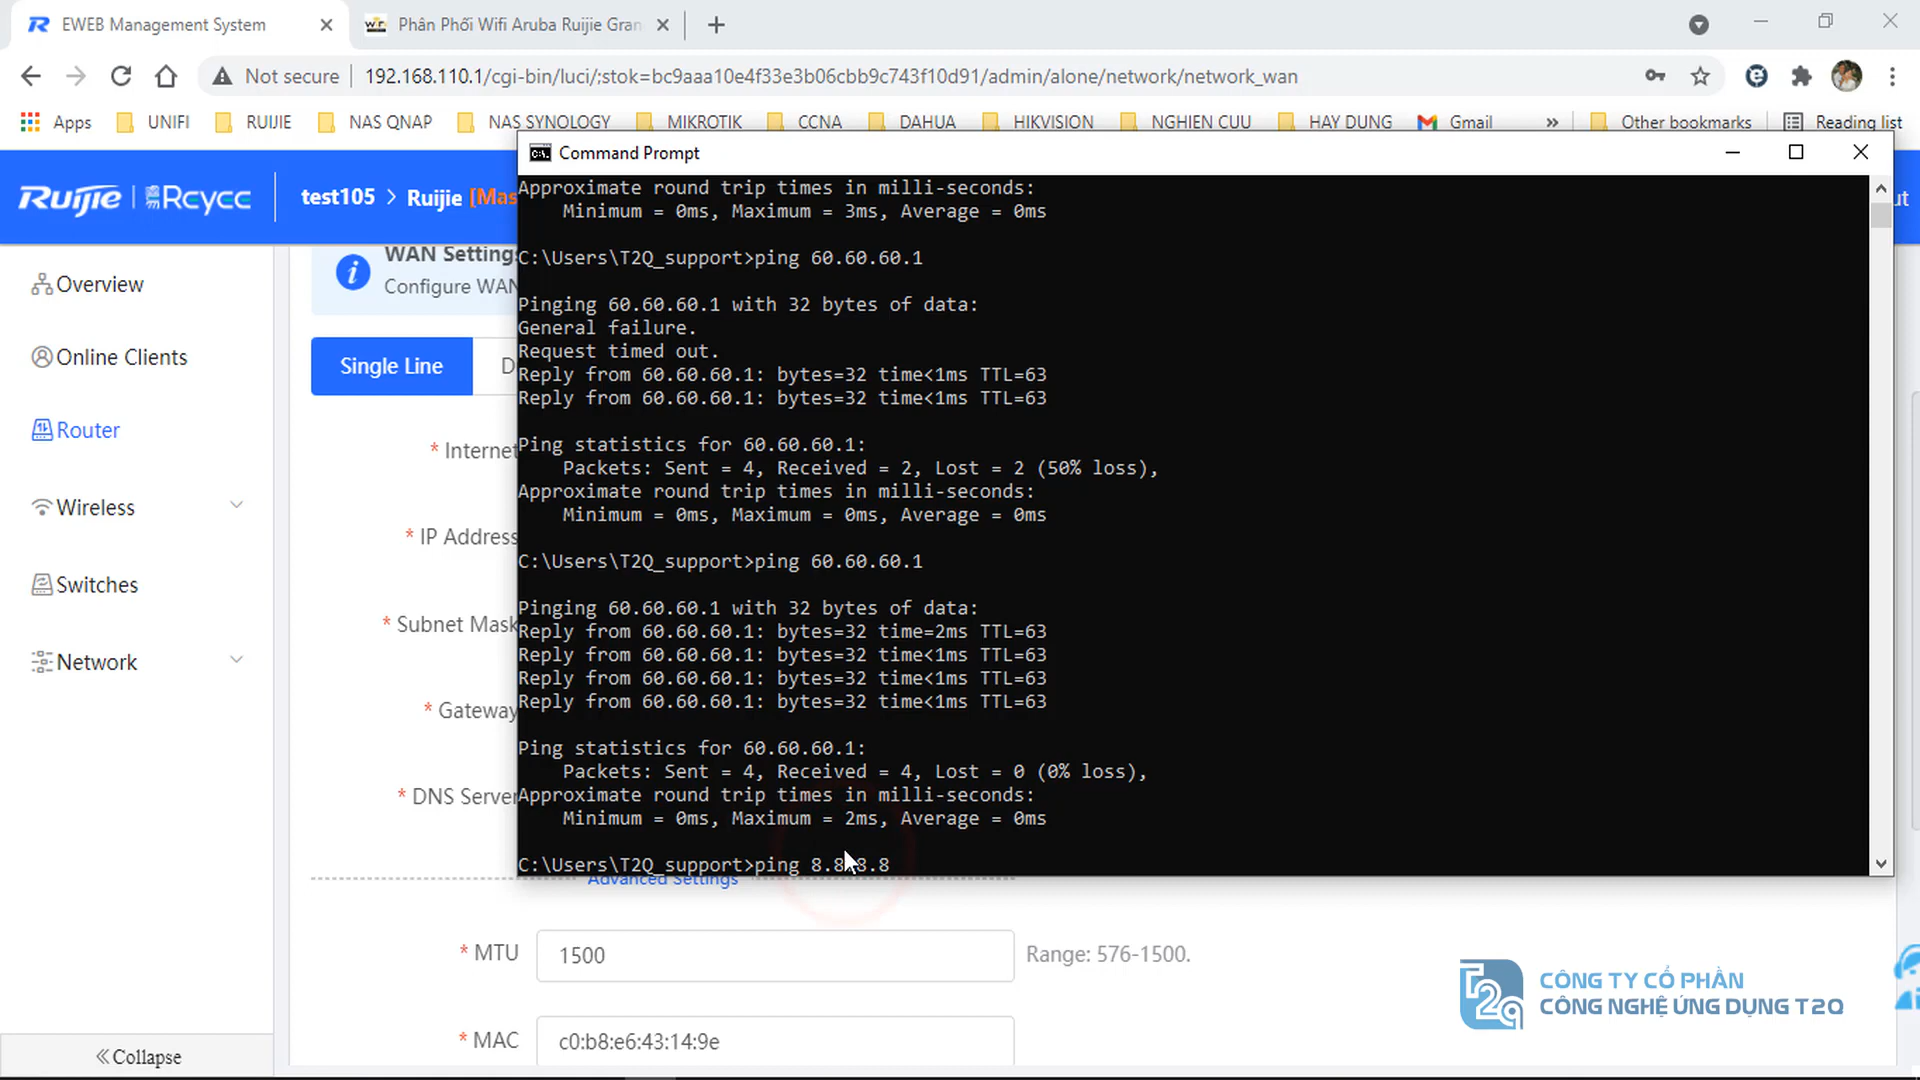 EWEB Management System
Phân Phối Wifi Aruba Ruijie Gran
Not secure
192.168.110.1/cgi-bin/luci/;stok=bc9aaa10e4f33e3b06cbb9c743f10d91/admin/alone/network/network_wan
Apps
UNIFI
RUIJIE
NAS QNAP
NAS SYNOLOGY
MIKROTIK
CCNA
DAHUA
HIKVISION
NGHIEN CUU
HAY DUNG
Gmail
»
Other bookmarks
Reading list
Ruijie | Reyee
test105 > Ruijie [Mas
Overview
Online Clients
Router
Wireless
Switches
Network
Collapse
WAN Settings
Configure WAN
Single Line
D
* Internet
* IP Address
* Subnet Mask
* Gateway
* DNS Server
Command Prompt
Approximate round trip times in milli-seconds:
Minimum = 0ms, Maximum = 3ms, Average = 0ms
C:\Users\T2Q_support>ping 60.60.60.1
Pinging 60.60.60.1 with 32 bytes of data:
General failure.
Request timed out.
Reply from 60.60.60.1: bytes=32 time<1ms TTL=63
Reply from 60.60.60.1: bytes=32 time<1ms TTL=63
Ping statistics for 60.60.60.1:
Packets: Sent = 4, Received = 2, Lost = 2 (50% loss),
Approximate round trip times in milli-seconds:
Minimum = 0ms, Maximum = 0ms, Average = 0ms
C:\Users\T2Q_support>ping 60.60.60.1
Pinging 60.60.60.1 with 32 bytes of data:
Reply from 60.60.60.1: bytes=32 time=2ms TTL=63
Reply from 60.60.60.1: bytes=32 time<1ms TTL=63
Reply from 60.60.60.1: bytes=32 time<1ms TTL=63
Reply from 60.60.60.1: bytes=32 time<1ms TTL=63
Ping statistics for 60.60.60.1:
Packets: Sent = 4, Received = 4, Lost = 0 (0% loss),
Approximate round trip times in milli-seconds:
Minimum = 0ms, Maximum = 2ms, Average = 0ms
C:\Users\T2Q_support>ping 8.8.8.8
Advanced Settings
* MTU
1500
Range: 576-1500.
* MAC
c0:b8:e6:43:14:9e
T2Q
CÔNG TY CỔ PHẦN
CÔNG NGHỆ ỨNG DỤNG T2Q